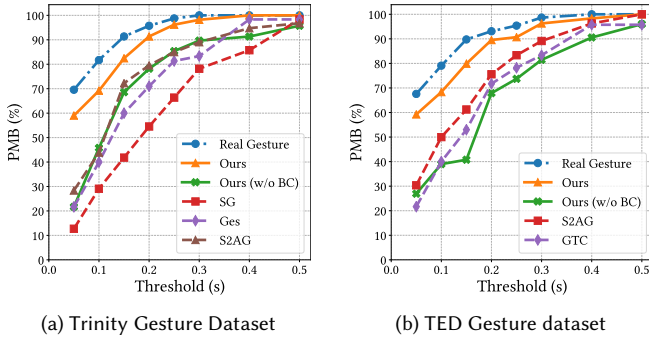 100
90
80
70
60
50
40
30
20
10
0
PMB (%)
0.0 0.1 0.2 0.3 0.4 0.5
Threshold (s)
Real Gesture
Ours
Ours (w/o BC)
SG
Ges
S2AG
(a) Trinity Gesture Dataset
100
90
80
70
60
50
40
30
20
10
0
PMB (%)
0.0 0.1 0.2 0.3 0.4 0.5
Threshold (s)
Real Gesture
Ours
Ours (w/o BC)
S2AG
GTC
(b) TED Gesture dataset